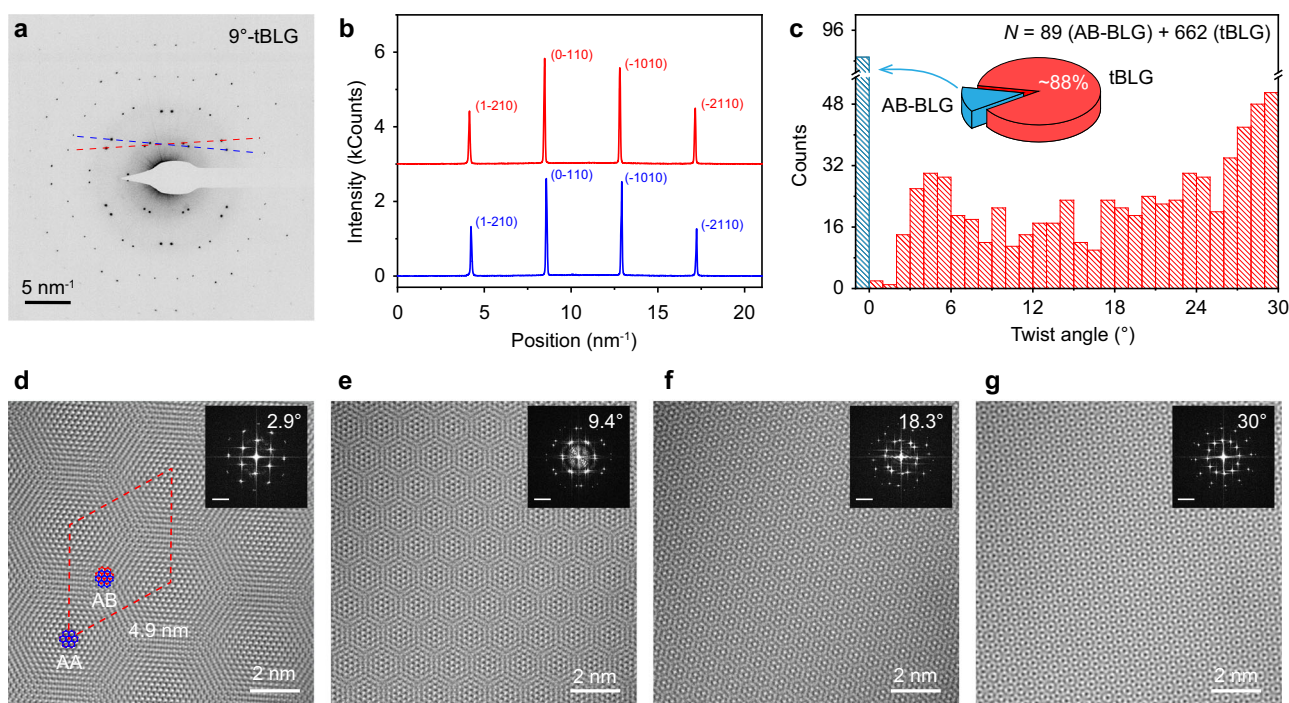 a
9°-tBLG
5 nm-1
b
Intensity (kCounts)
6
4
2
0
(1-210)
(0-110)
(-1010)
(-2110)
(1-210)
(0-110)
(-1010)
(-2110)
0
5
10
15
20
Position (nm-1)
c
N = 89 (AB-BLG) + 662 (tBLG)
~88%
tBLG
AB-BLG
Counts
96
48
32
16
0
0
6
12
18
24
30
Twist angle (°)
d
2.9°
AB
4.9 nm
AA
2 nm
e
9.4°
2 nm
f
18.3°
2 nm
g
30°
2 nm